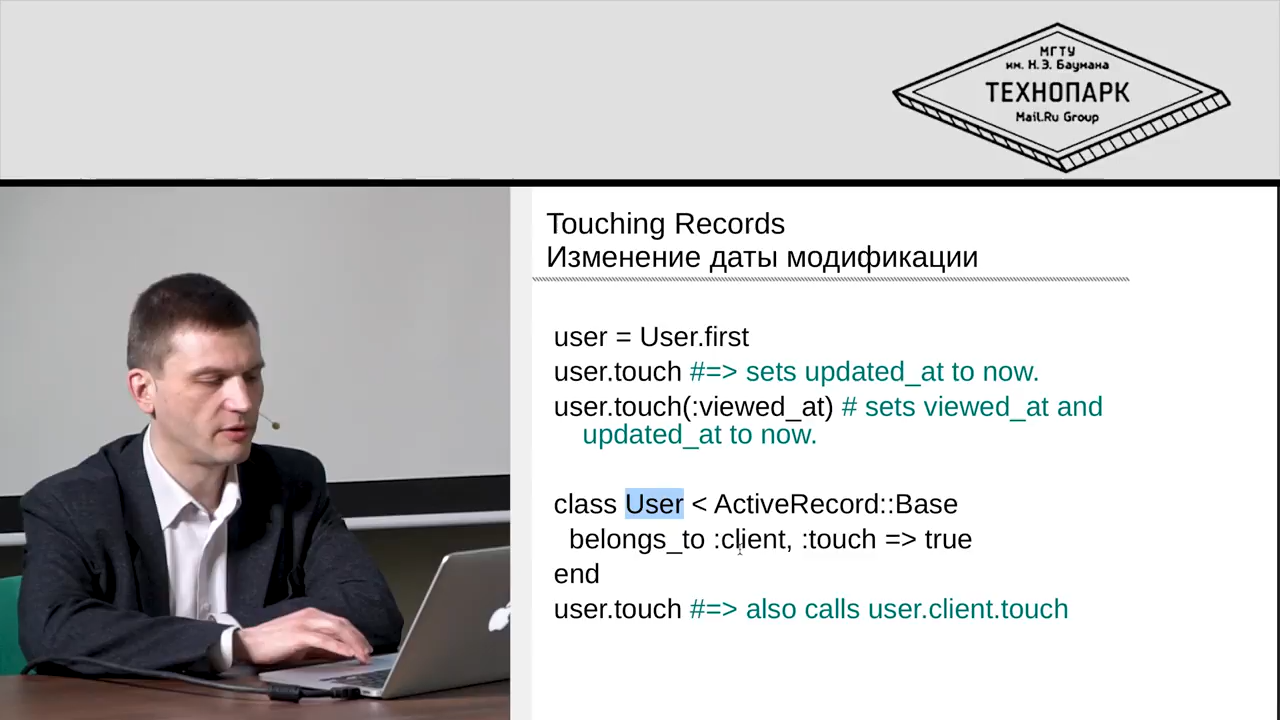 МГТУ
им. Н.Э. Баумана
ТЕХНОПАРК
Mail.Ru Group
Touching Records
Изменение даты модификации
user = User.first
user.touch #=> sets updated_at to now.
user.touch(:viewed_at) # sets viewed_at and
updated_at to now.
class User < ActiveRecord::Base
belongs_to :client, :touch => true
end
user.touch #=> also calls user.client.touch